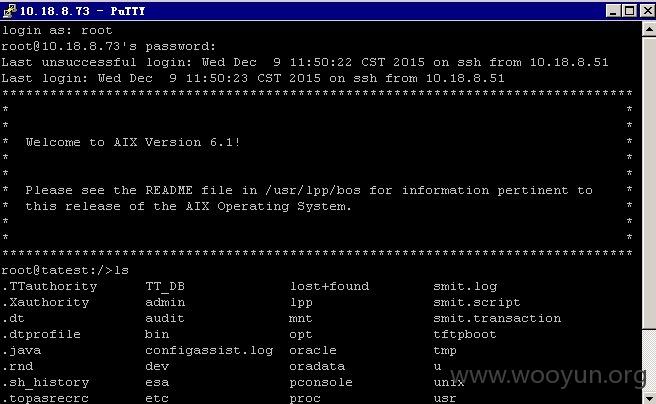 10.18.8.73 - PuTTY
login as: root
root@10.18.8.73's password:
Last unsuccessful login: Wed Dec  9 11:50:22 CST 2015 on ssh from 10.18.8.51
Last login: Wed Dec  9 11:50:23 CST 2015 on ssh from 10.18.8.51
*******************************************************************************
*                                                                             *
*                                                                             *
*  Welcome to AIX Version 6.1!                                                *
*                                                                             *
*                                                                             *
*  Please see the README file in /usr/lpp/bos for information pertinent to    *
*  this release of the AIX Operating System.                                  *
*                                                                             *
*                                                                             *
*******************************************************************************
root@tatest:/>ls
.TTauthority      TT_DB             lost+found        smit.log
.Xauthority       admin             lpp               smit.script
.dt               audit             mnt               smit.transaction
.dtprofile        bin               opt               tftpboot
.java             configassist.log  oracle            tmp
.rnd              dev               oradata           u
.sh_history       esa               pconsole          unix
.topasrecrc       etc               proc              usr
www.wooyun.org